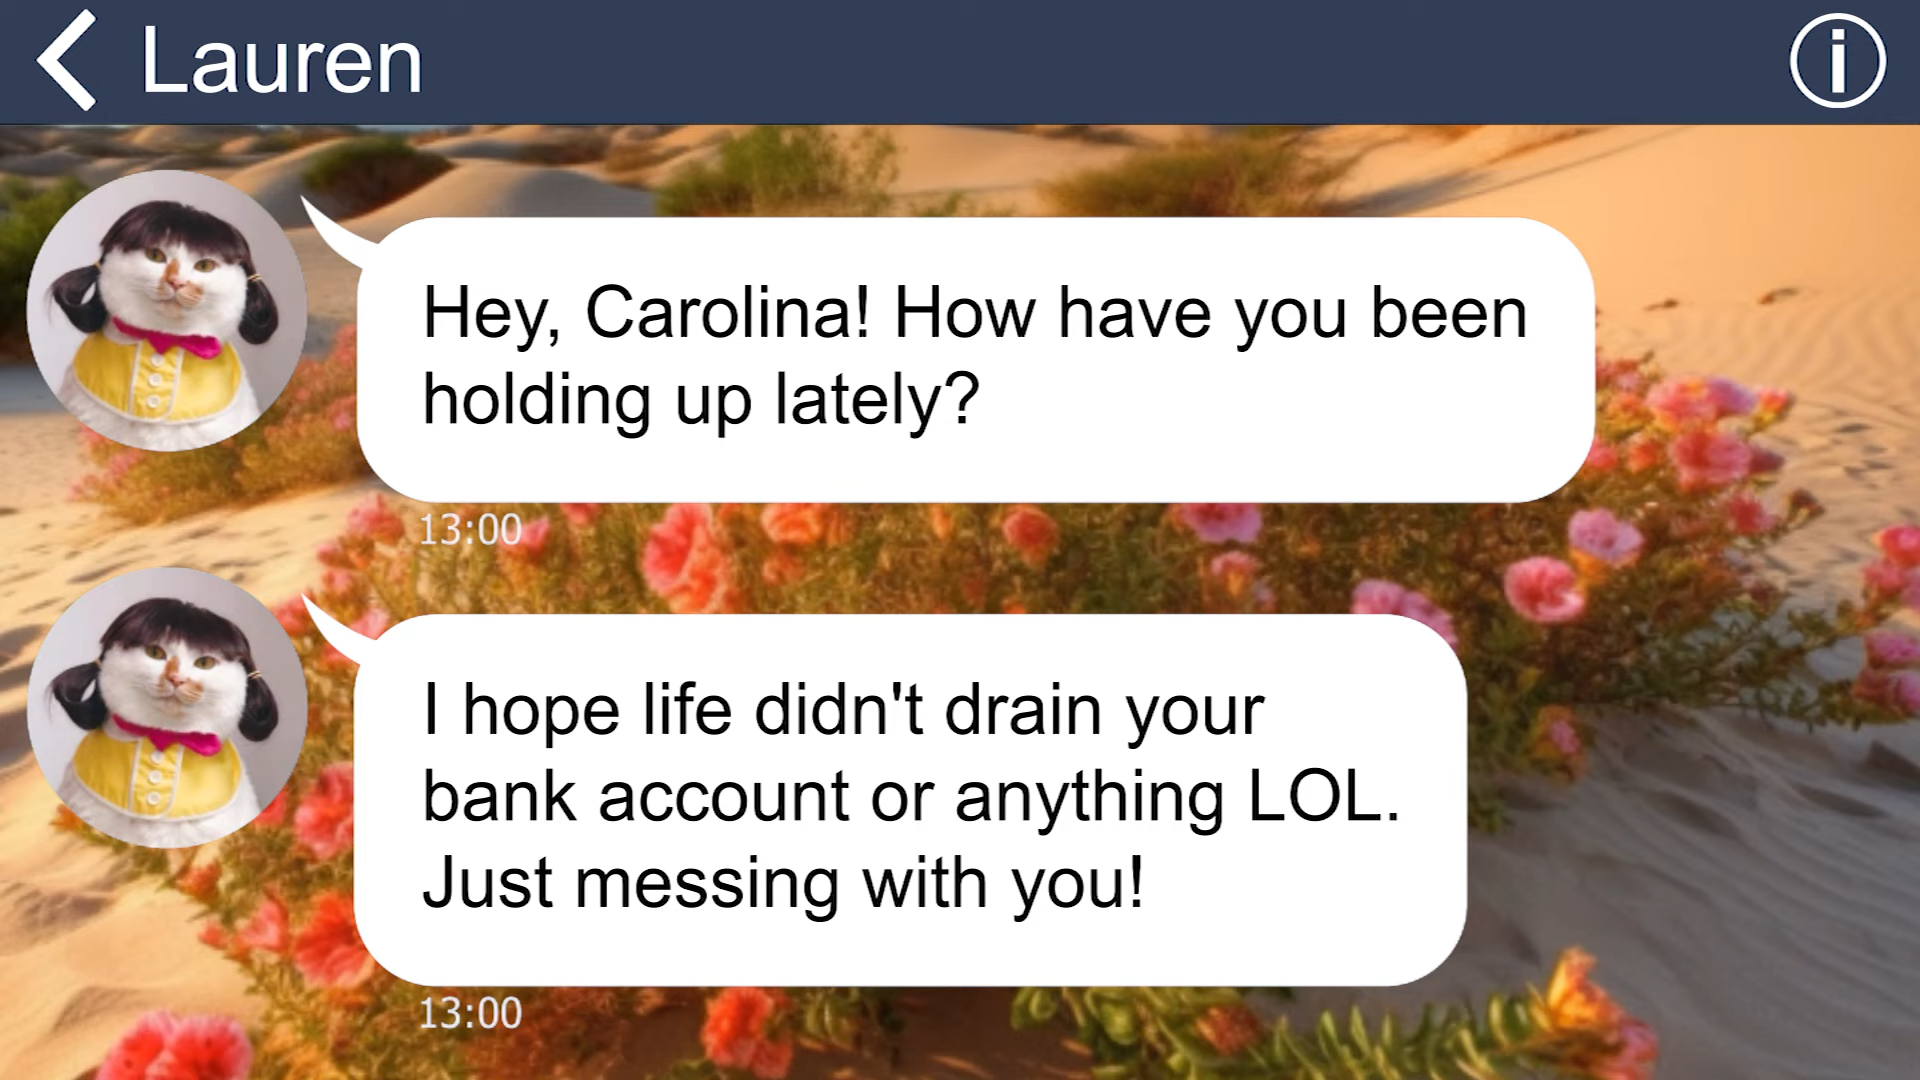 Lauren
Hey, Carolina! How have you been
holding up lately?
13:00
I hope life didn't drain your
bank account or anything LOL.
Just messing with you!
13:00